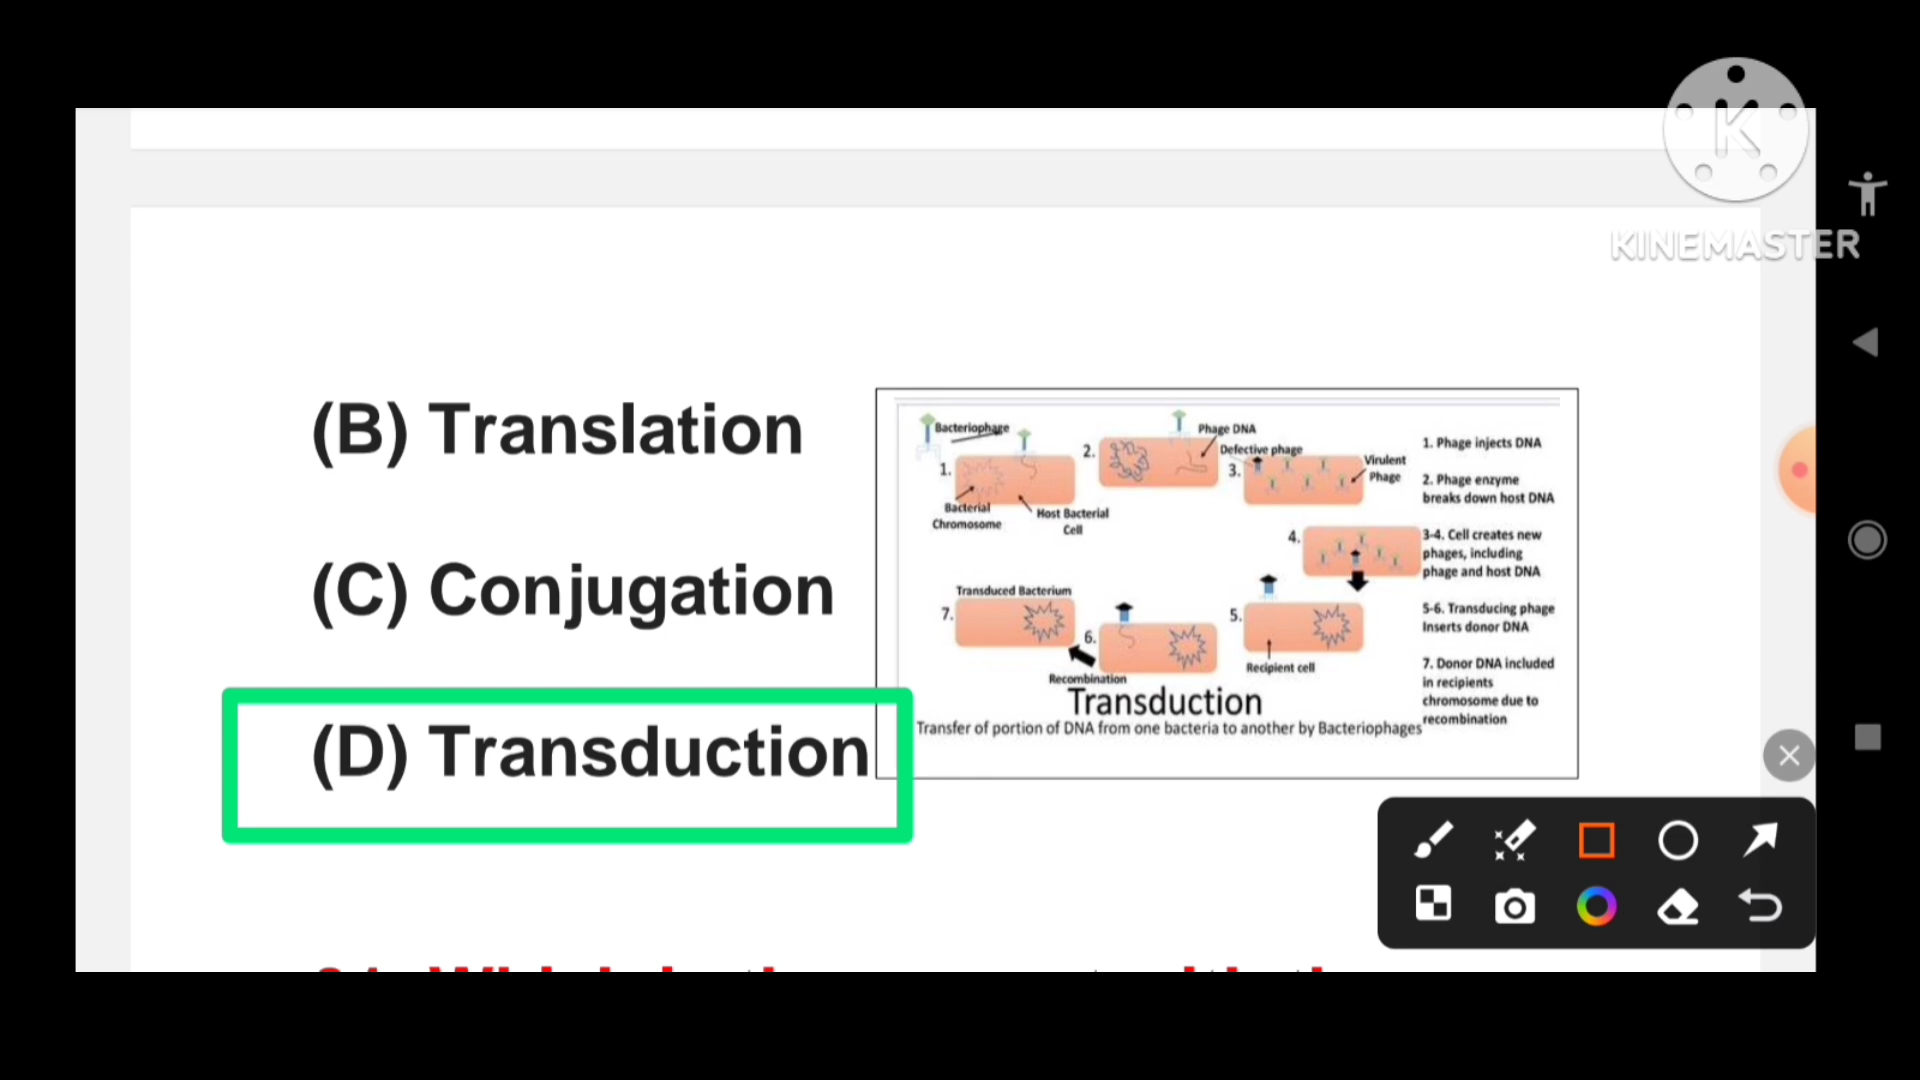 K
KINEMASTER
(B) Translation
(C) Conjugation
(D) Transduction
Bacteriophage
1.
Bacterial
Chromosome
Host Bacterial
Cell
2.
Phage DNA
Defective phage
3.
Virulent
Phage
4.
5.
Recipient cell
6.
Recombination
Transduced Bacterium
7.
Transduction
Transfer of portion of DNA from one bacteria to another by Bacteriophages
1. Phage injects DNA
2. Phage enzyme
breaks down host DNA
3-4. Cell creates new
phages, including
phage and host DNA
5-6. Transducing phage
Inserts donor DNA
7. Donor DNA included
in recipients
chromosome due to
recombination